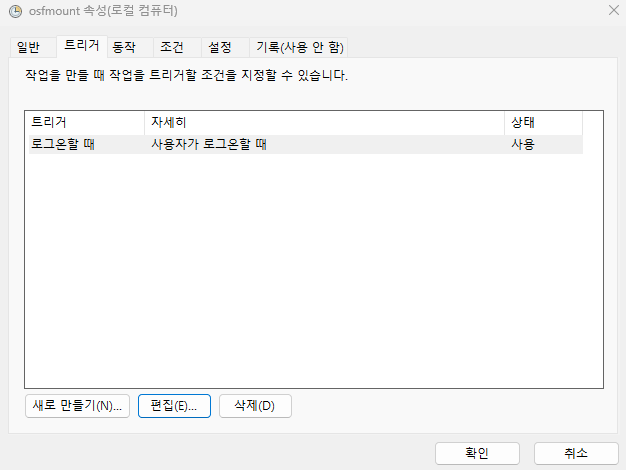 osfmount 속성(로컬 컴퓨터)
일반 트리거 동작 조건 설정 기록(사용 안 함)
작업을 만들 때 작업을 트리거할 조건을 지정할 수 있습니다.
트리거 자세히 상태
로그온할 때 사용자가 로그온할 때 사용
새로 만들기(N)... 편집(E)... 삭제(D)
확인 취소